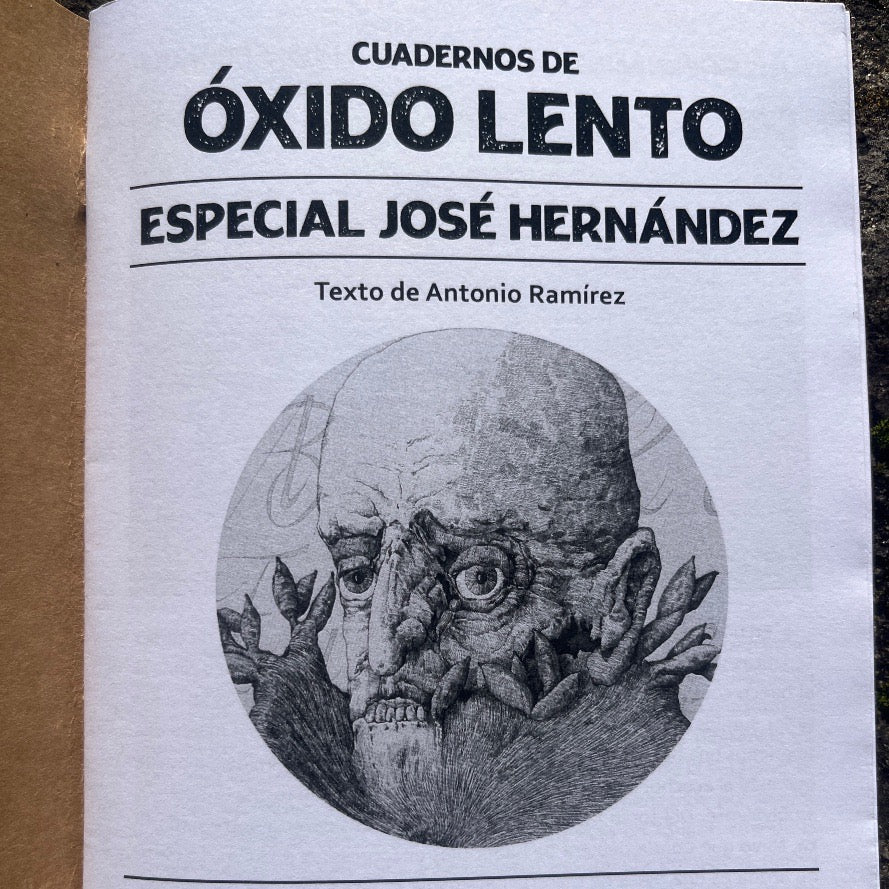 CUADERNOS DE
ÓXIDO LENTO
ESPECIAL JOSÉ HERNÁNDEZ
Texto de Antonio Ramírez